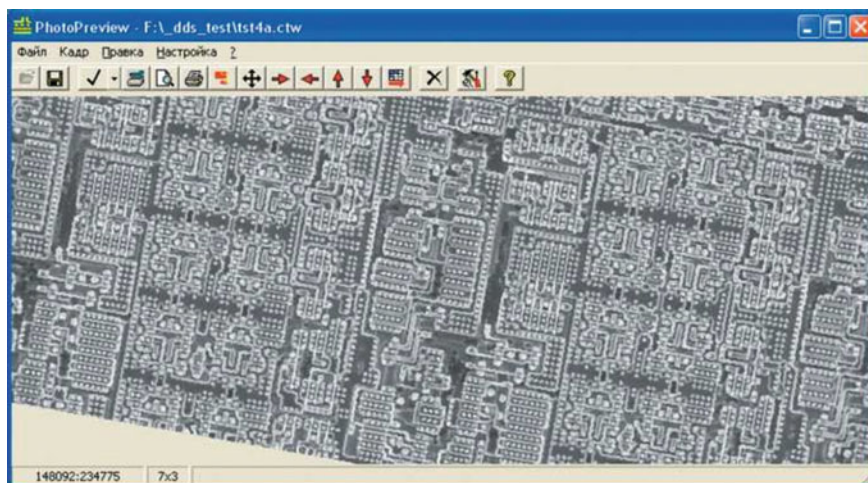 PhotoPreview - F:\_dds_test\tst4a.ctw
Файл Кадр Правка Настройка ?
148092:234775 7x3